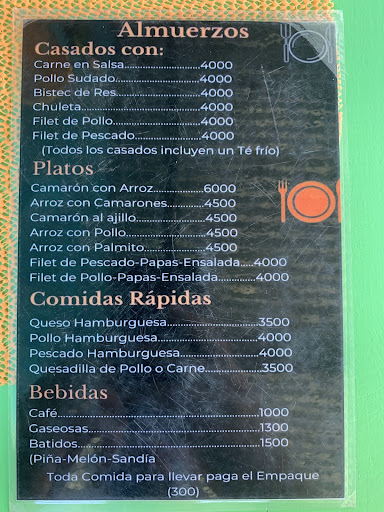 Almuerzos
Casados con:
Carne en Salsa........................4000
Pollo Sudado..........................4000
Bistec de Res.........................4000
Chuleta...............................4000
Filet de Pollo........................4000
Filet de Pescado......................4000
(Todos los casados incluyen un Té frío)
Platos
Camarón con Arroz..............6000
Arroz con Camarones............4500
Camarón al ajillo..............4500
Arroz con Pollo................4500
Arroz con Palmito..............4500
Filet de Pescado-Papas-Ensalada.....4000
Filet de Pollo-Papas-Ensalada..............4000
Comidas Rápidas
Queso Hamburguesa..........................3500
Pollo Hamburguesa..........................4000
Pescado Hamburguesa........................4000
Quesadilla de Pollo o Carne................3500
Bebidas
Café.......................................................1000
Gaseosas...............................................1300
Batidos..................................................1500
(Piña-Melón-Sandía
Toda Comida para llevar paga el Empaque
(300)